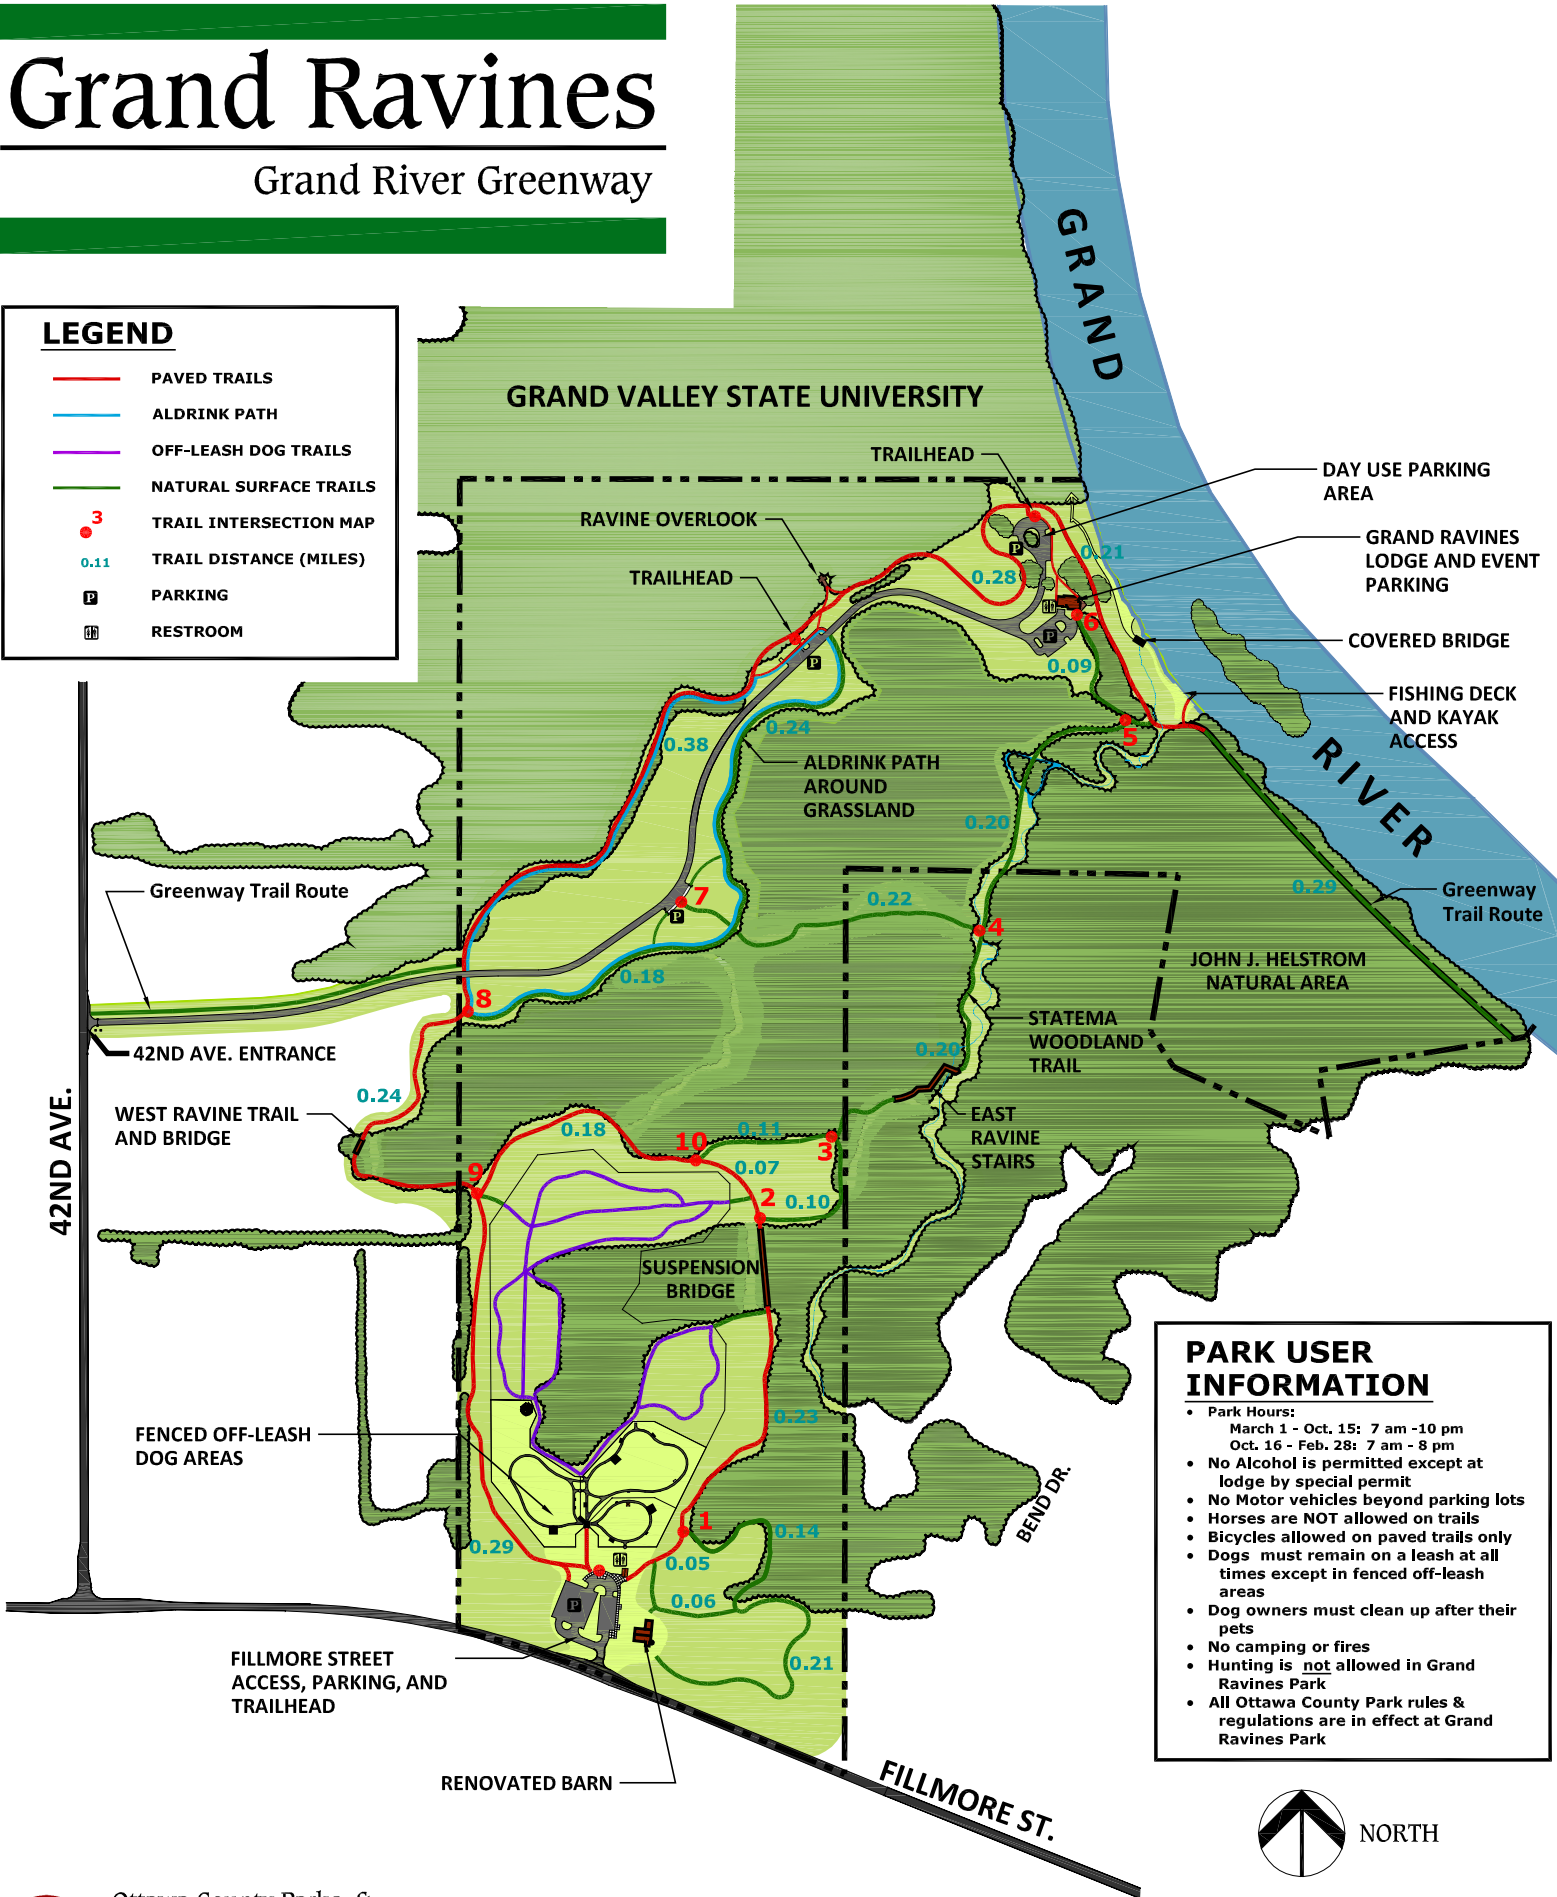 Grand Ravines
Grand River Greenway
LEGEND
PAVED TRAILS
ALDRINK PATH
OFF-LEASH DOG TRAILS
NATURAL SURFACE TRAILS
3
TRAIL INTERSECTION MAP
0.11
TRAIL DISTANCE (MILES)
P
PARKING
RESTROOM
GRAND
RIVER
GRAND VALLEY STATE UNIVERSITY
TRAILHEAD
DAY USE PARKING
AREA
RAVINE OVERLOOK
GRAND RAVINES
LODGE AND EVENT
PARKING
P
0.21
TRAILHEAD
0.28
6
P
COVERED BRIDGE
P
0.09
FISHING DECK
AND KAYAK
ACCESS
0.38
0.24
5
ALDRINK PATH
AROUND
GRASSLAND
0.20
Greenway Trail Route
0.29
Greenway
Trail Route
7
P
0.22
4
JOHN J. HELSTROM
NATURAL AREA
0.18
8
STATEMA
WOODLAND
TRAIL
42ND AVE. ENTRANCE
0.20
0.24
42ND AVE.
WEST RAVINE TRAIL
AND BRIDGE
EAST
RAVINE
STAIRS
0.18
10
0.11
3
0.07
9
2
0.10
SUSPENSION
BRIDGE
0.23
FENCED OFF-LEASH
DOG AREAS
BEND DR.
1
0.14
0.29
0.05
P
0.06
0.21
FILLMORE STREET
ACCESS, PARKING, AND
TRAILHEAD
RENOVATED BARN
FILLMORE ST.
PARK USER
INFORMATION
• Park Hours:
March 1 - Oct. 15: 7 am -10 pm
Oct. 16 - Feb. 28: 7 am - 8 pm
• No Alcohol is permitted except at
lodge by special permit
• No Motor vehicles beyond parking lots
• Horses are NOT allowed on trails
• Bicycles allowed on paved trails only
• Dogs must remain on a leash at all
times except in fenced off-leash
areas
• Dog owners must clean up after their
pets
• No camping or fires
• Hunting is not allowed in Grand
Ravines Park
• All Ottawa County Park rules &
regulations are in effect at Grand
Ravines Park
NORTH
Ottawa County Parks &